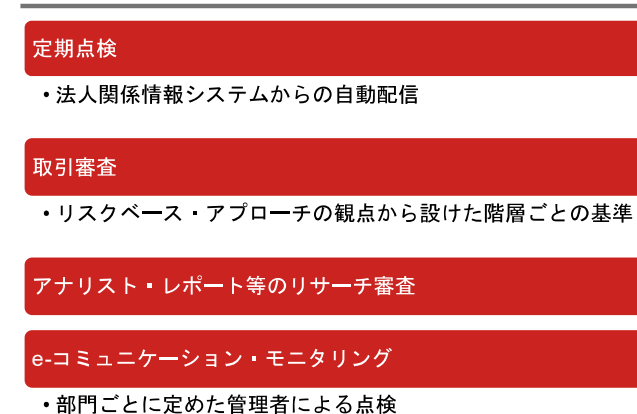 定期点検
・法人関係情報システムからの自動配信
取引審査
・リスクベース・アプローチの観点から設けた階層ごとの基準
アナリスト・レポート等のリサーチ審査
e-コミュニケーション・モニタリング
・部門ごとに定めた管理者による点検